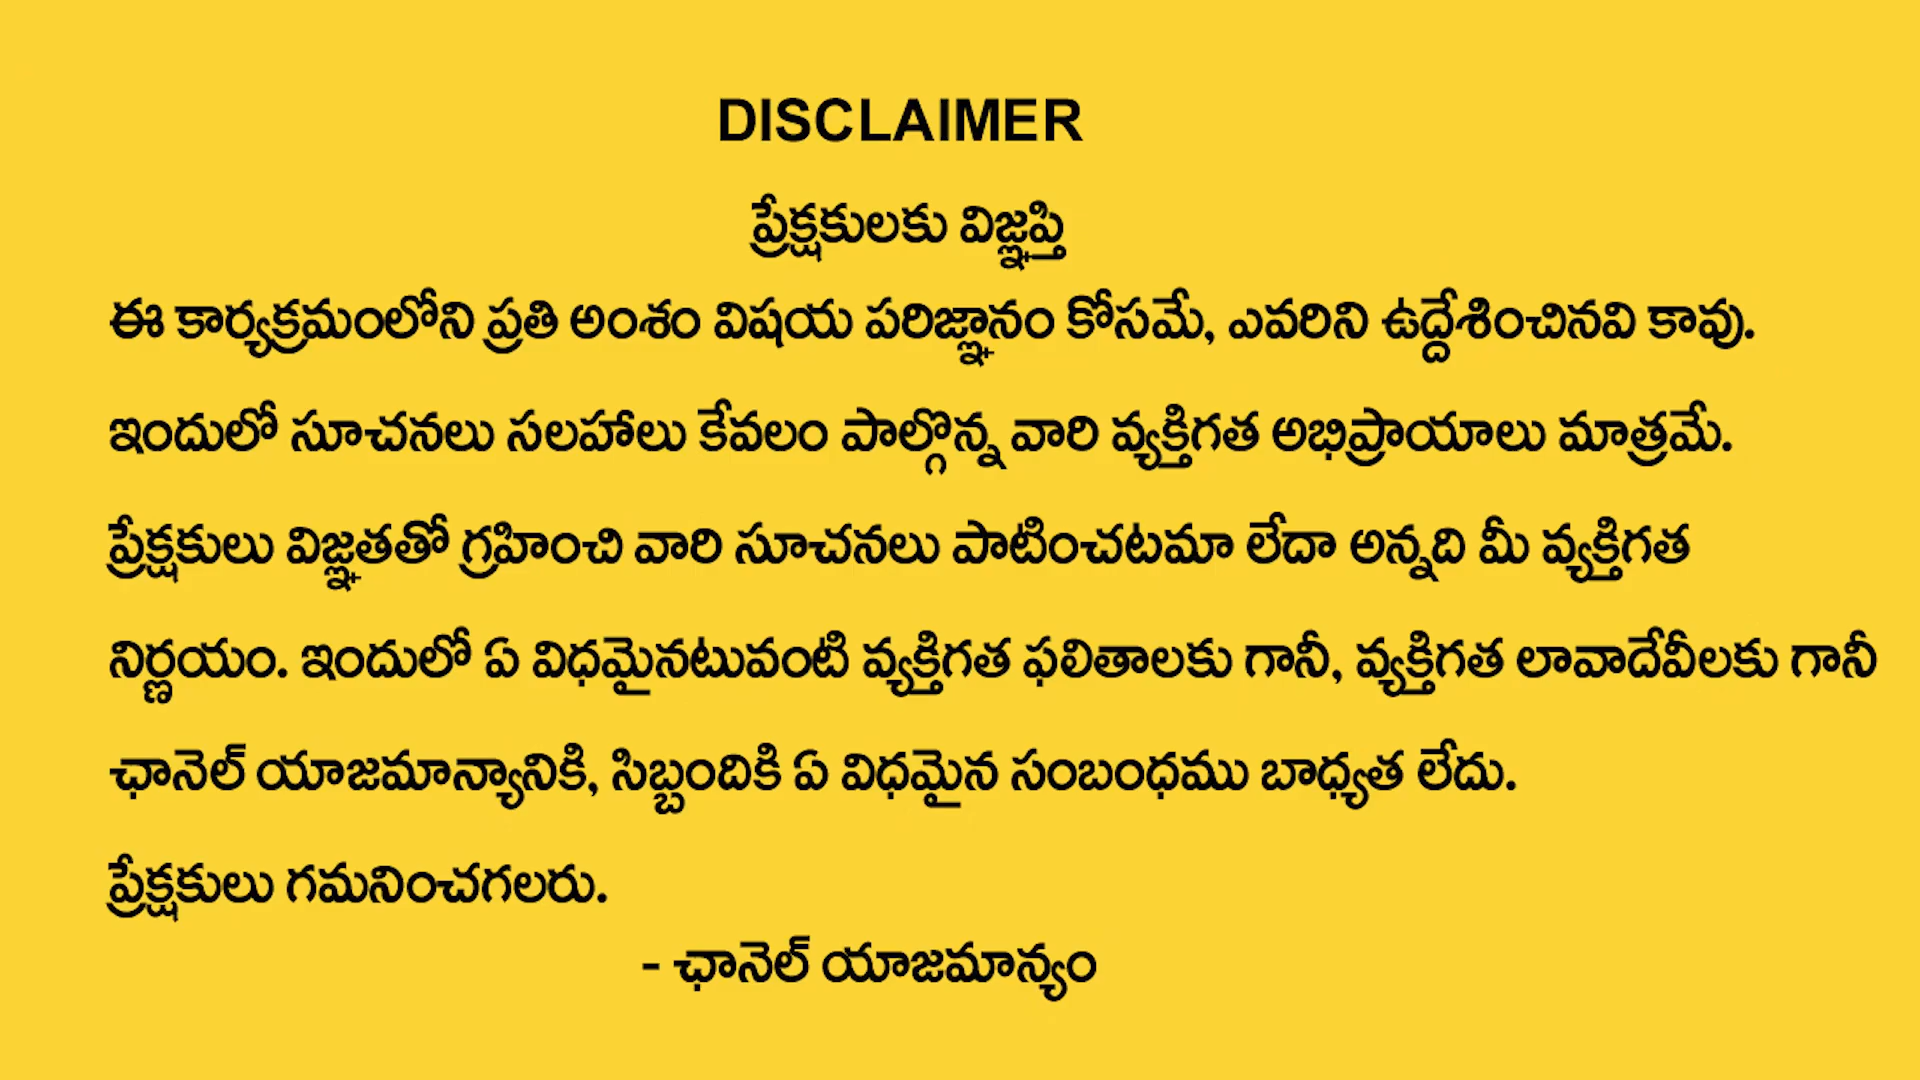 DISCLAIMER
ప్రేక్షకులకు విజ్ఞప్తి
ఈ కార్యక్రమంలోని ప్రతి అంశం విషయ పరిజ్ఞానం కోసమే, ఎవరిని ఉద్దేశించినవి కావు.
ఇందులో సూచనలు సలహాలు కేవలం పాల్గొన్న వారి వ్యక్తిగత అభిప్రాయాలు మాత్రమే.
ప్రేక్షకులు విజ్ఞతతో గ్రహించి వారి సూచనలు పాటించటమా లేదా అన్నది మీ వ్యక్తిగత
నిర్ణయం. ఇందులో ఏ విధమైనటువంటి వ్యక్తిగత ఫలితాలకు గానీ, వ్యక్తిగత లావాదేవీలకు గానీ
ఛానెల్ యాజమాన్యానికి, సిబ్బందికి ఏ విధమైన సంబంధము బాధ్యత లేదు.
ప్రేక్షకులు గమనించగలరు.
- ఛానెల్ యాజమాన్యం